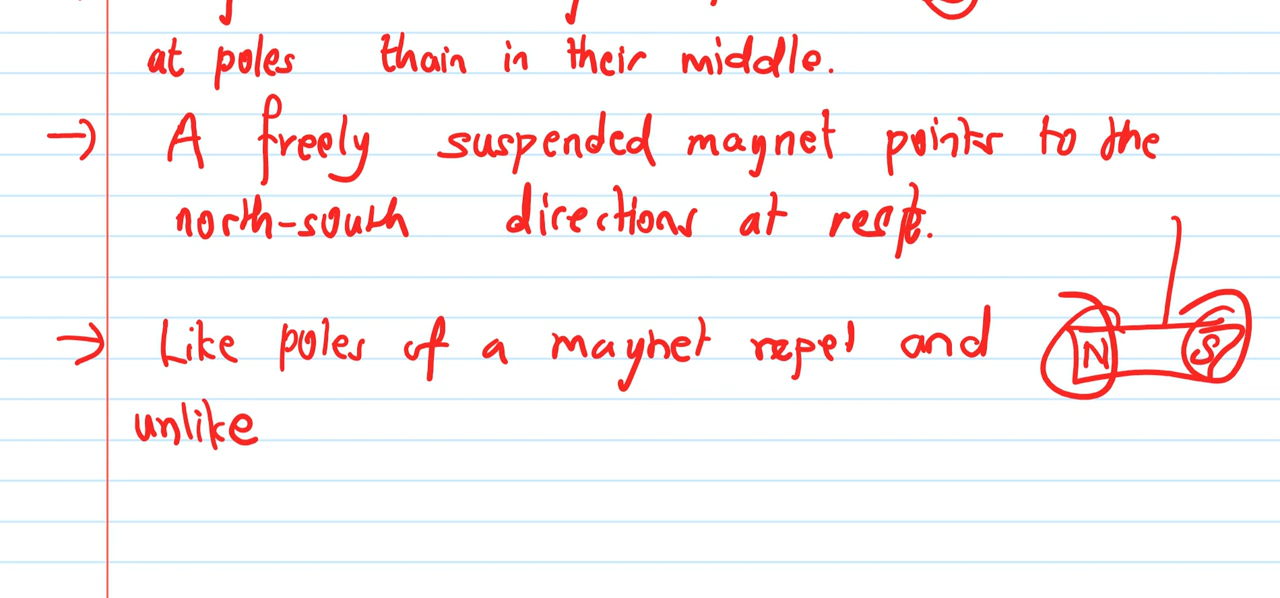 at poles thain in their middle.
→ A freely suspended magnet points to the
north-south directions at rest.
→ Like poles of a magnet repel and
unlike
N S